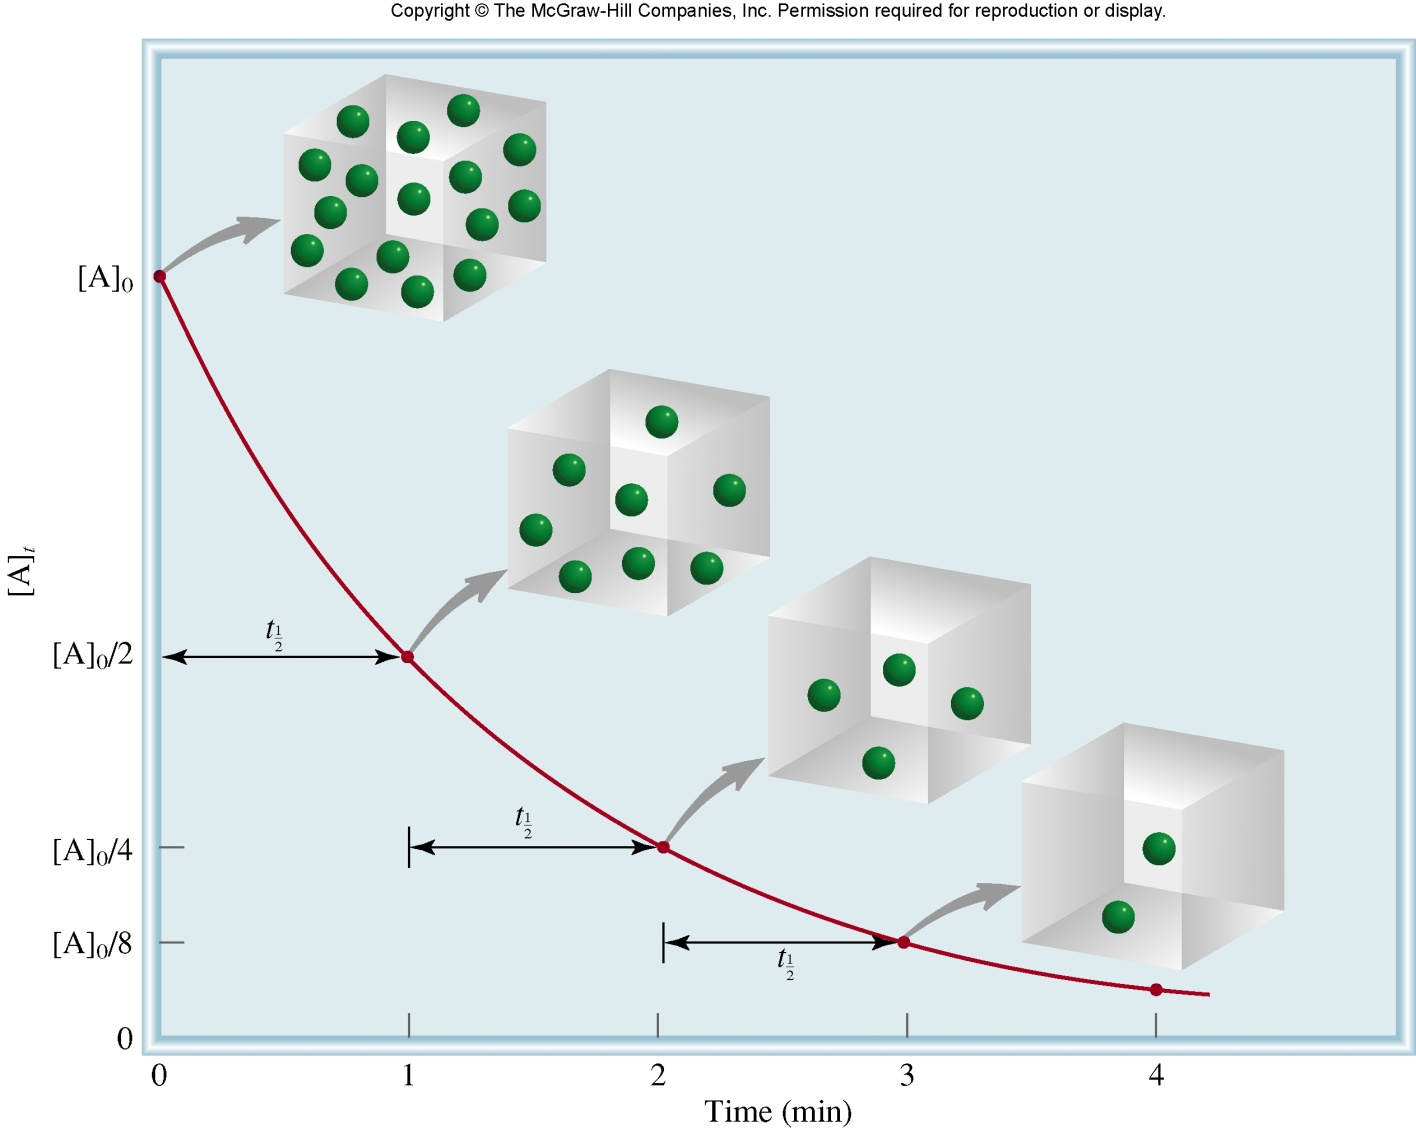 Copyright © The McGraw-Hill Companies, Inc. Permission required for reproduction or display.
[A]₀
[A]ₜ
t½
[A]₀/2
t½
[A]₀/4
[A]₀/8
t½
0
0 1 2 3 4
Time (min)